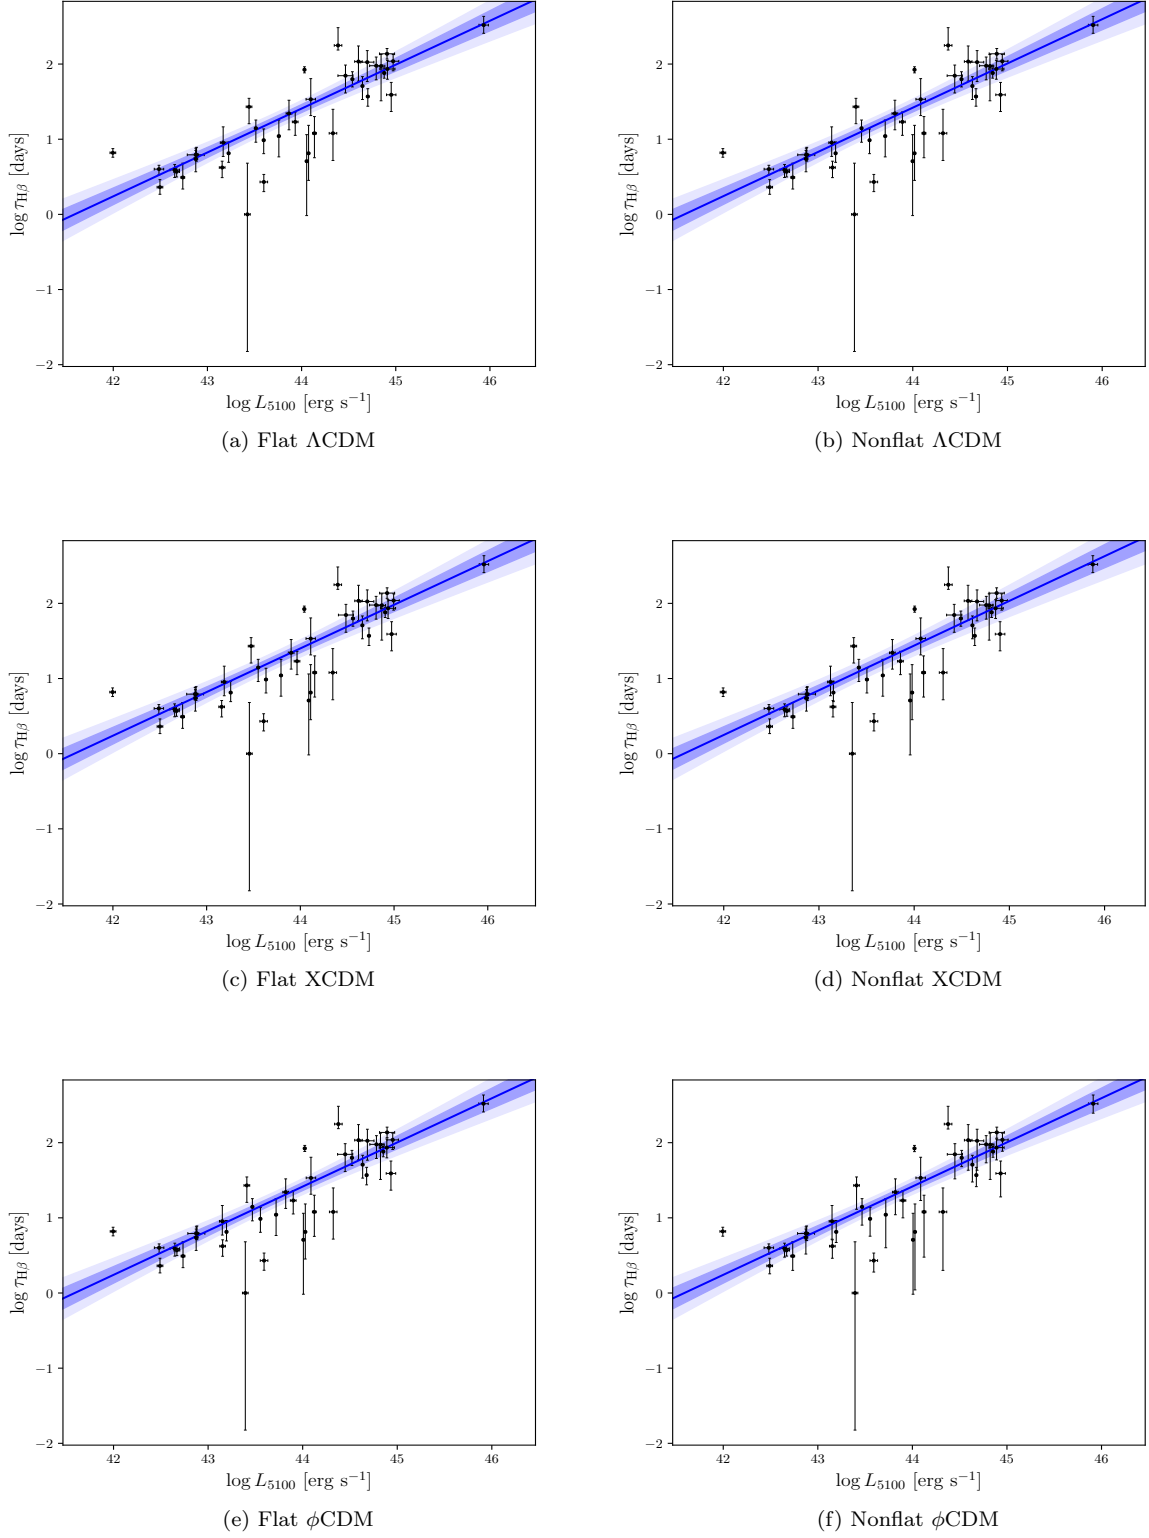 2
1
0
−1
−2
log τHβ [days]
42 43 44 45 46
log L5100 [erg s−1]
(a) Flat ΛCDM
2
1
0
−1
−2
log τHβ [days]
42 43 44 45 46
log L5100 [erg s−1]
(b) Nonflat ΛCDM
2
1
0
−1
−2
log τHβ [days]
42 43 44 45 46
log L5100 [erg s−1]
(c) Flat XCDM
2
1
0
−1
−2
log τHβ [days]
42 43 44 45 46
log L5100 [erg s−1]
(d) Nonflat XCDM
2
1
0
−1
−2
log τHβ [days]
42 43 44 45 46
log L5100 [erg s−1]
(e) Flat ϕCDM
2
1
0
−1
−2
log τHβ [days]
42 43 44 45 46
log L5100 [erg s−1]
(f) Nonflat ϕCDM